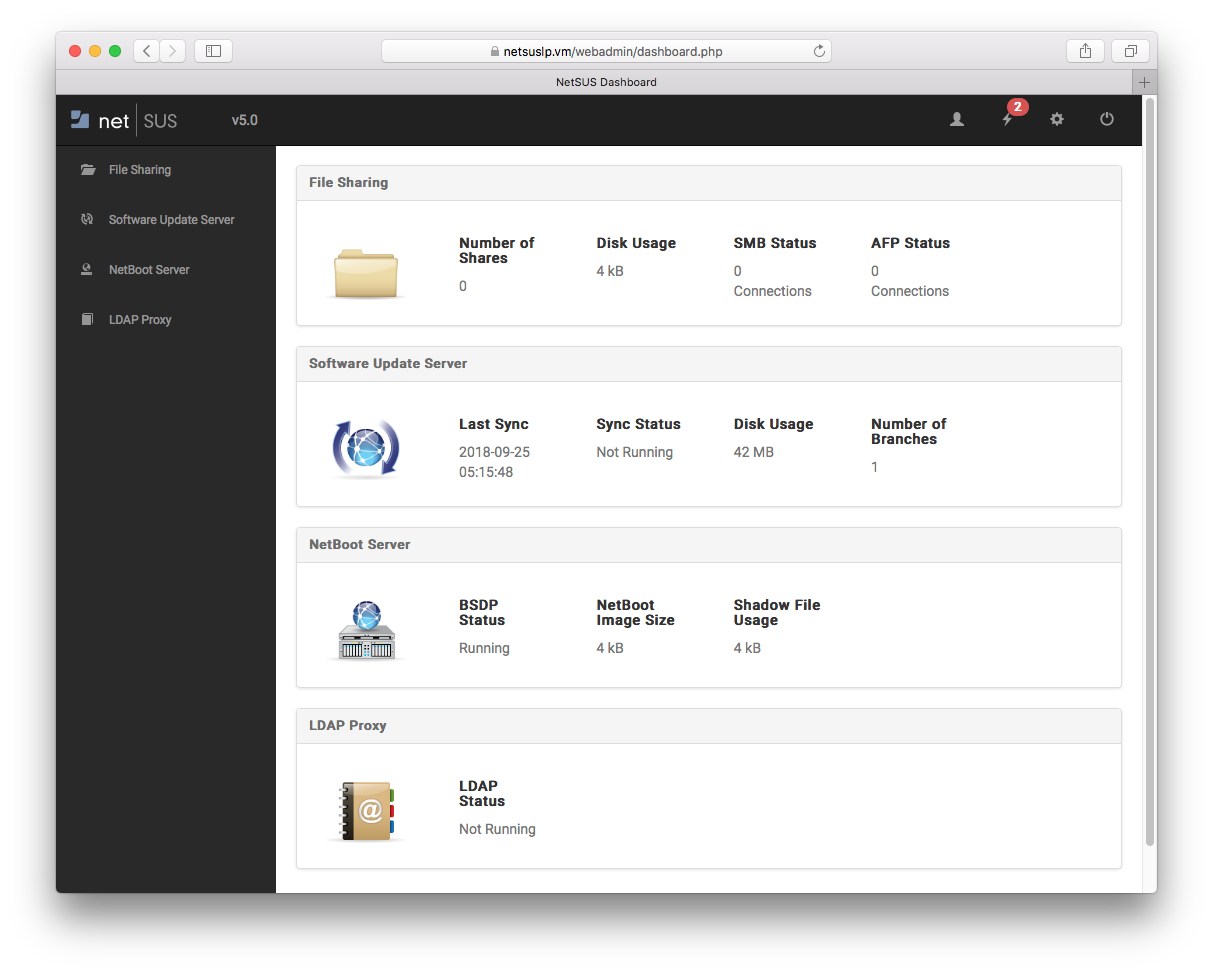 netsuslp.vm/webadmin/dashboard.php
NetSUS Dashboard
net SUS v5.0
2
File Sharing
Software Update Server
NetBoot Server
LDAP Proxy
File Sharing
Number of Shares
0
Disk Usage
4 kB
SMB Status
0
Connections
AFP Status
0
Connections
Software Update Server
Last Sync
2018-09-25
05:15:48
Sync Status
Not Running
Disk Usage
42 MB
Number of
Branches
1
NetBoot Server
BSDP
Status
Running
NetBoot
Image Size
4 kB
Shadow File
Usage
4 kB
LDAP Proxy
@
LDAP
Status
Not Running